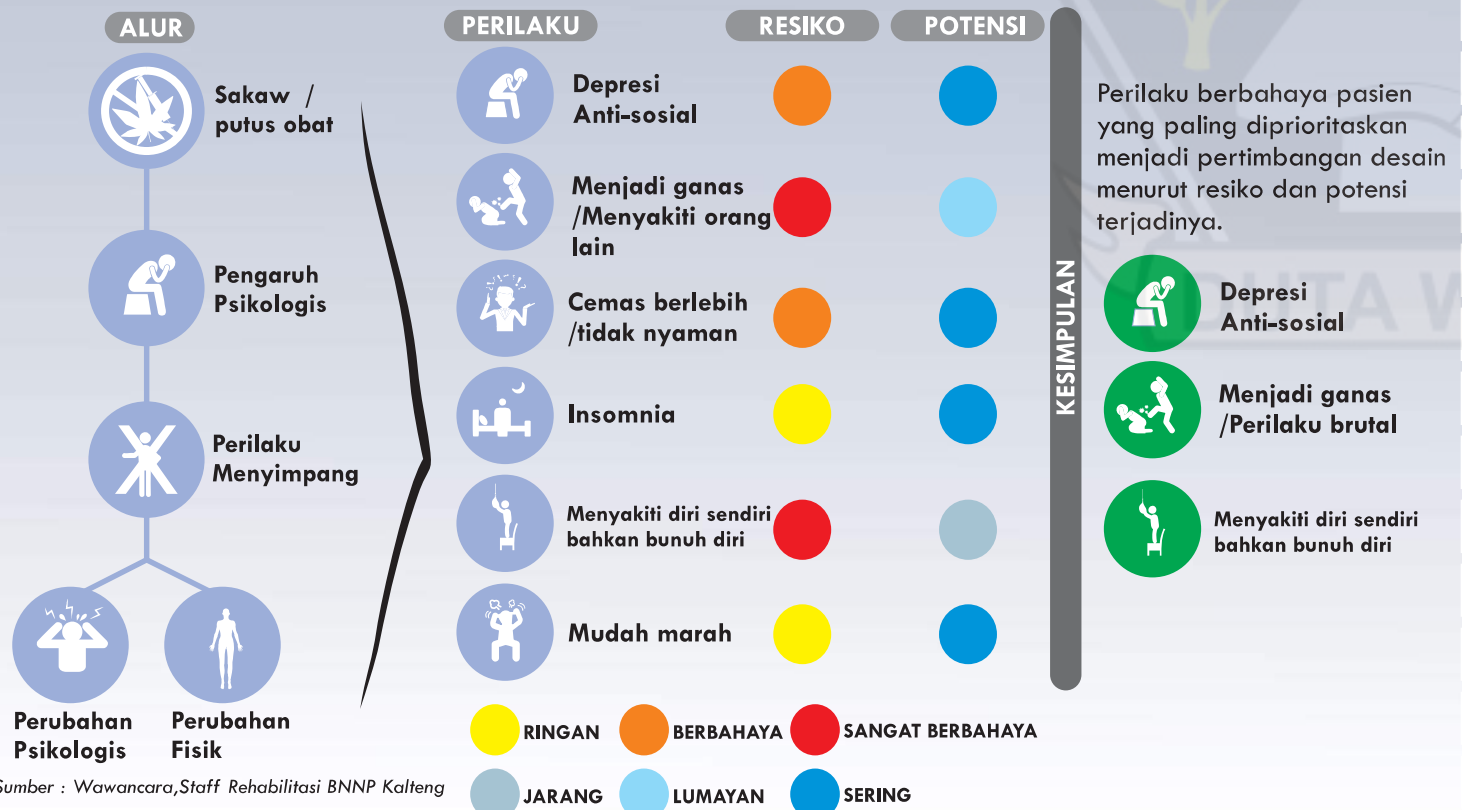 ALUR
Sakaw /
putus obat
Pengaruh
Psikologis
Perilaku
Menyimpang
Perubahan
Psikologis
Perubahan
Fisik
Sumber : Wawancara,Staff Rehabilitasi BNNP Kalteng
PERILAKU
RESIKO
POTENSI
Depresi
Anti-sosial
Menjadi ganas
/Menyakiti orang
lain
Cemas berlebih
/tidak nyaman
Insomnia
Menyakiti diri sendiri
bahkan bunuh diri
Mudah marah
RINGAN
BERBAHAYA
SANGAT BERBAHAYA
JARANG
LUMAYAN
SERING
KESIMPULAN
Perilaku berbahaya pasien
yang paling diprioritaskan
menjadi pertimbangan desain
menurut resiko dan potensi
terjadinya.
Depresi
Anti-sosial
Menjadi ganas
/Perilaku brutal
Menyakiti diri sendiri
bahkan bunuh diri